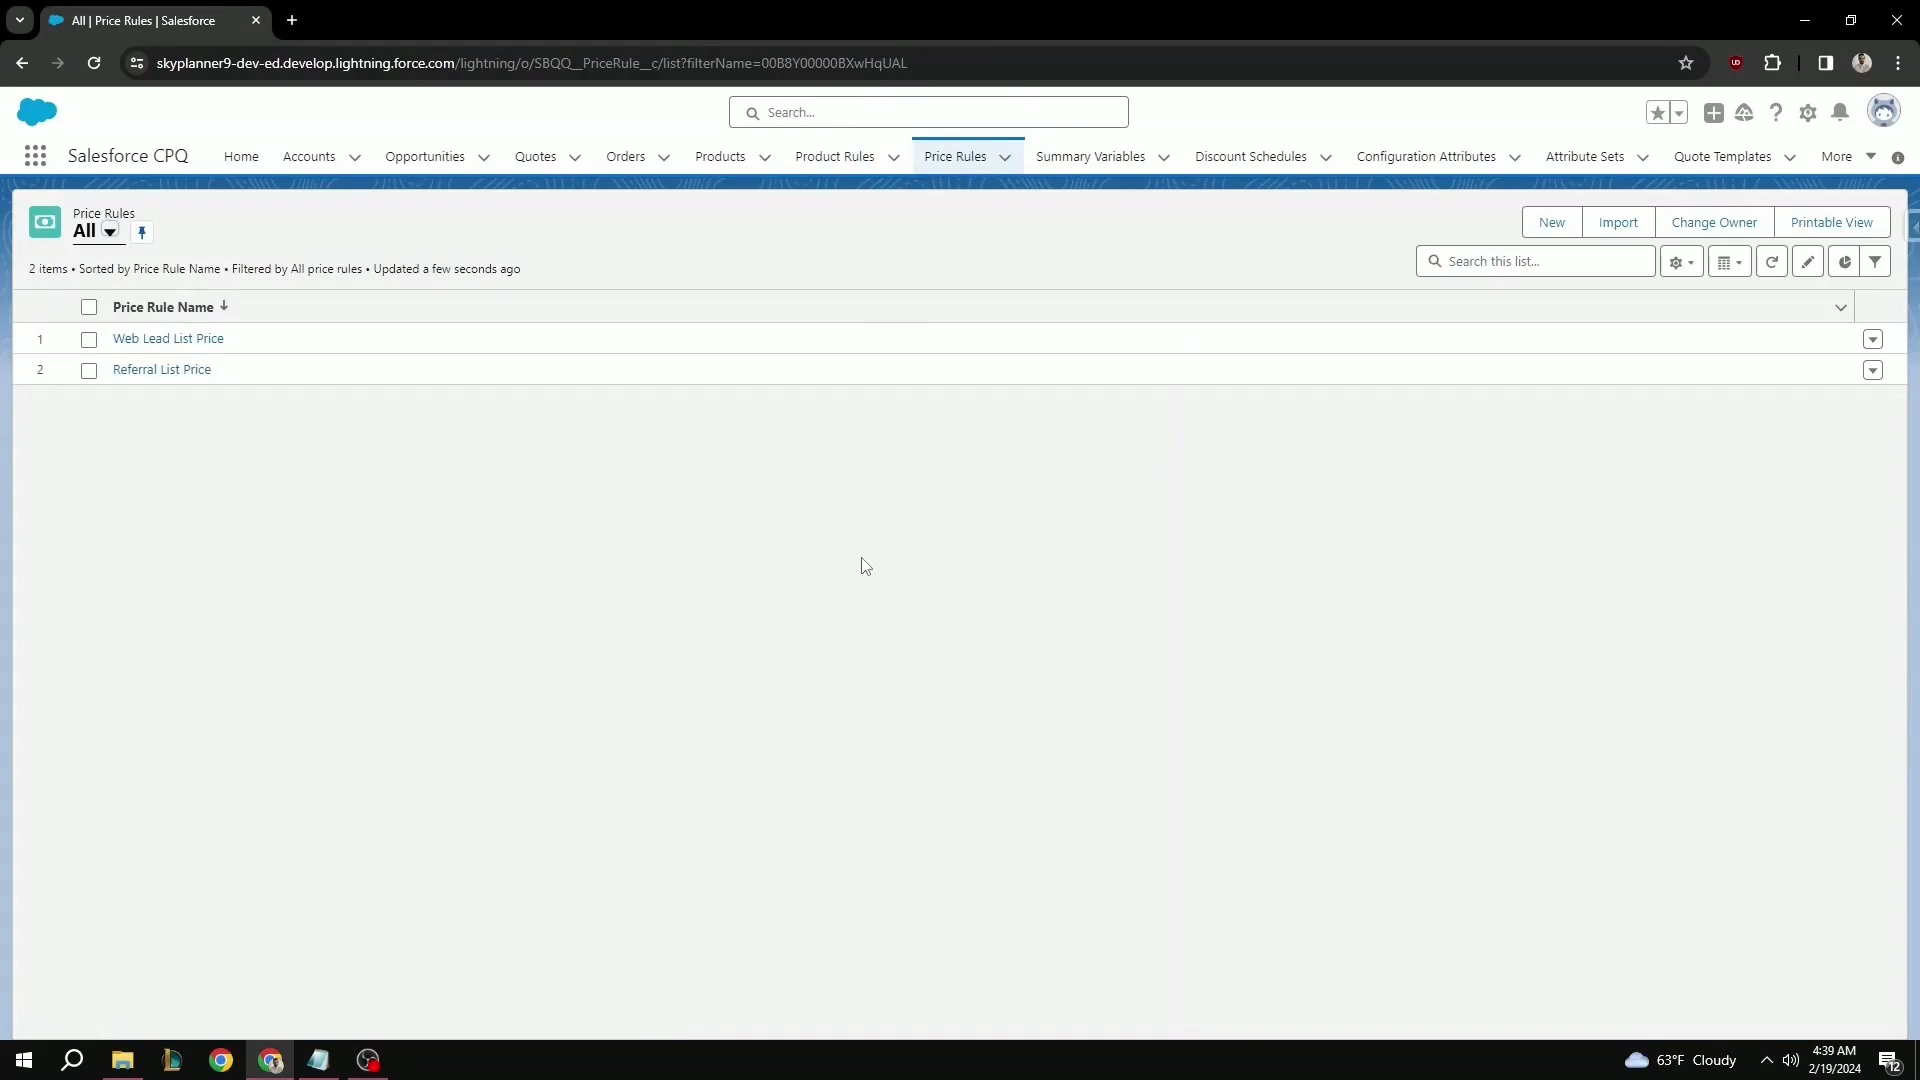 All | Price Rules | Salesforce
skyplanner9-dev-ed.develop.lightning.force.com/lightning/o/SBQQ__PriceRule__c/list?filterName=00B8Y00000BXwHqUAL
Search...
Salesforce CPQ Home Accounts Opportunities Quotes Orders Products Product Rules Price Rules Summary Variables Discount Schedules Configuration Attributes Attribute Sets Quote Templates More
Price Rules
All
New Import Change Owner Printable View
2 items • Sorted by Price Rule Name • Filtered by All price rules • Updated a few seconds ago
Search this list...
Price Rule Name
1 Web Lead List Price
2 Referral List Price
63°F Cloudy
4:39 AM
2/19/2024
12